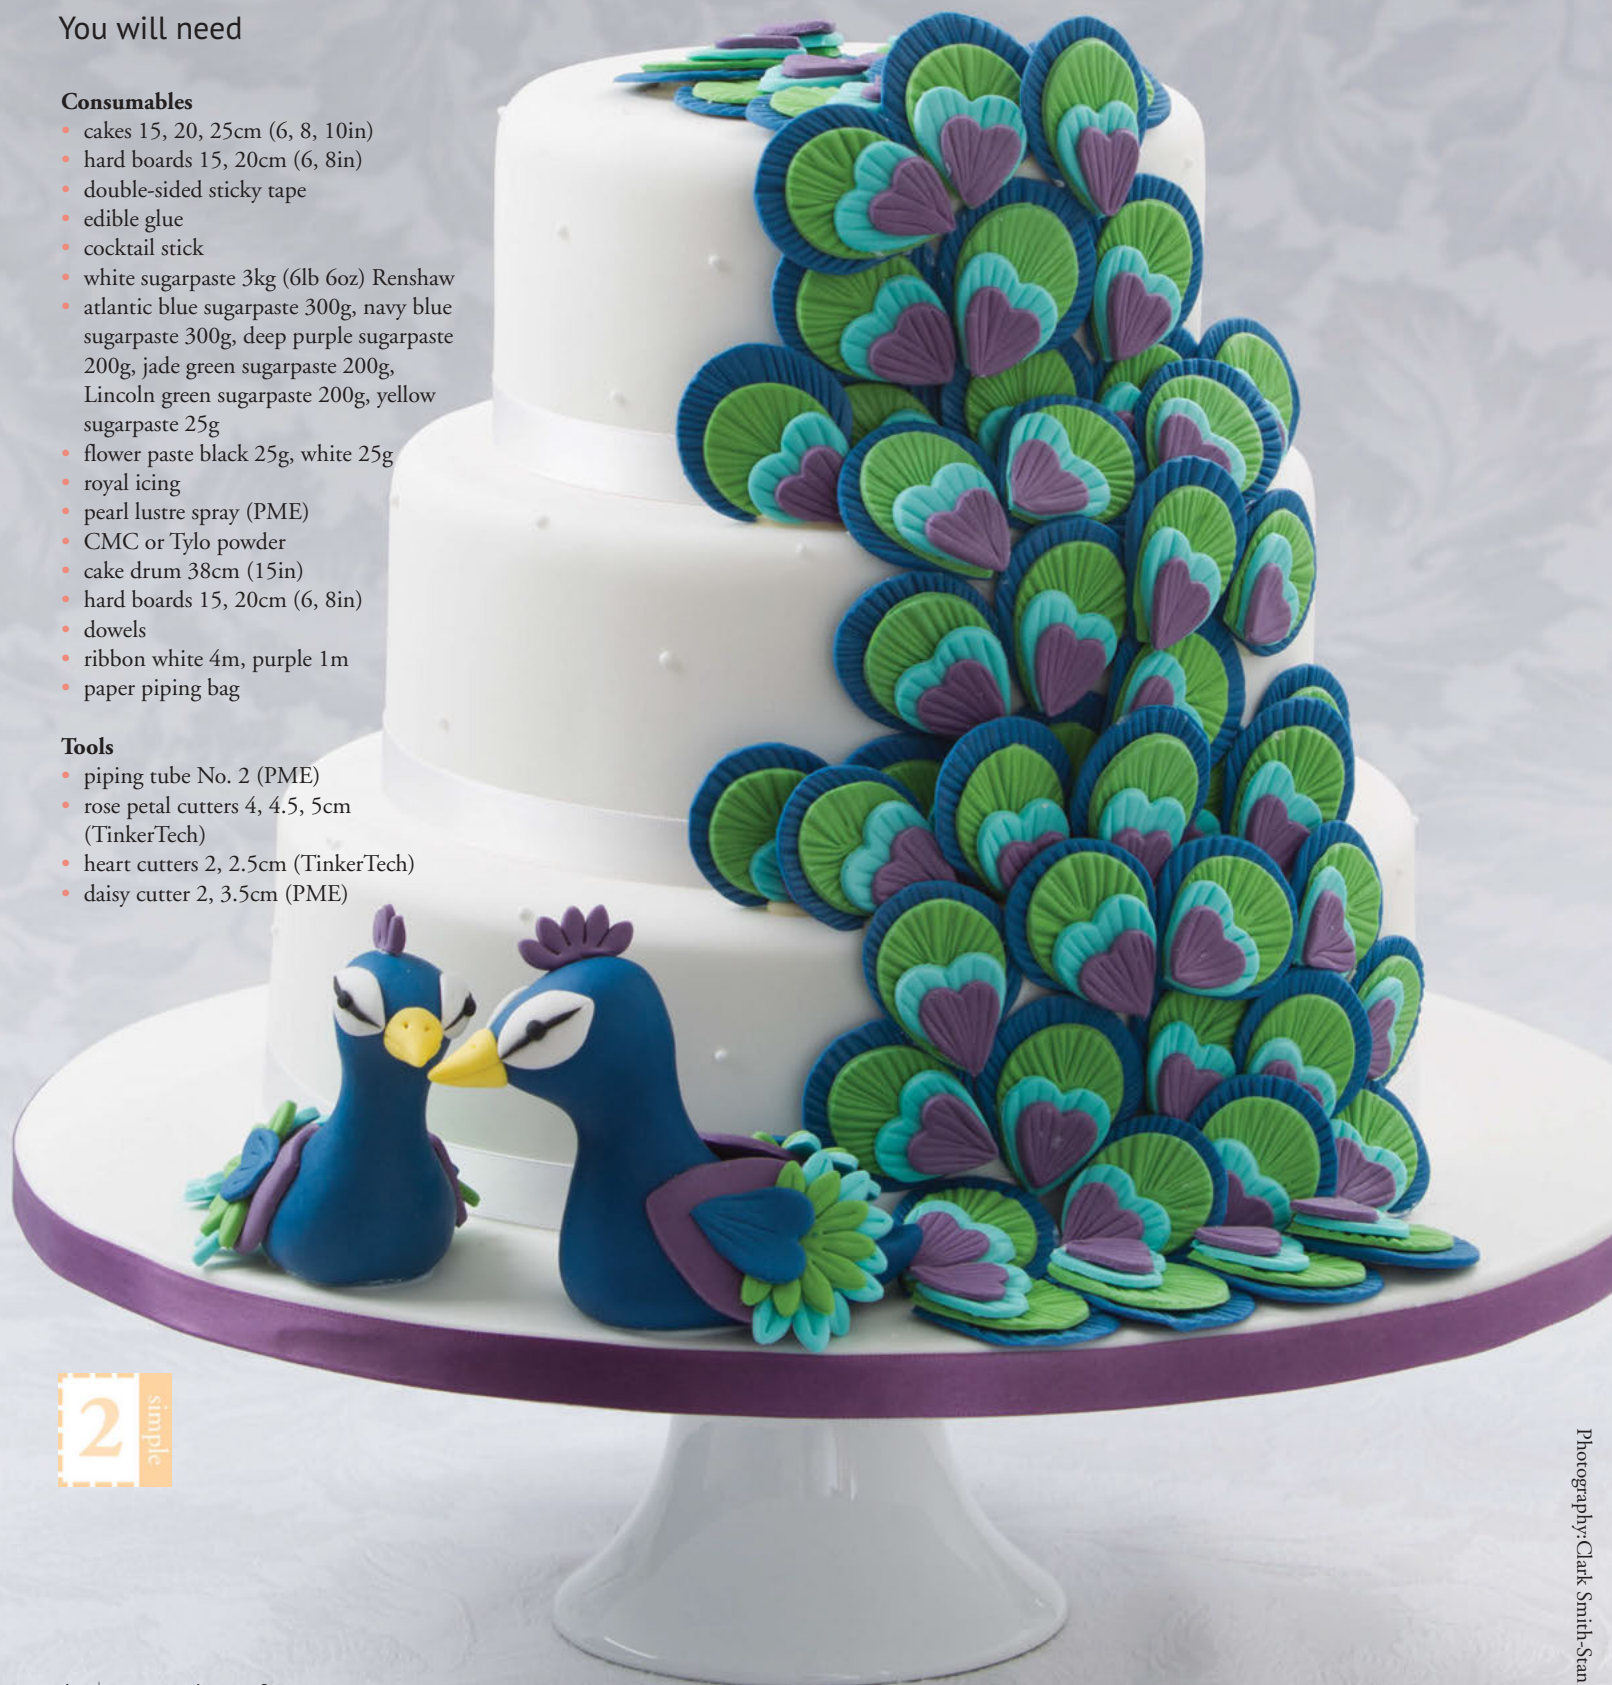 You will need
Consumables
• cakes 15, 20, 25cm (6, 8, 10in)
• hard boards 15, 20cm (6, 8in)
• double-sided sticky tape
• edible glue
• cocktail stick
• white sugarpaste 3kg (6lb 6oz) Renshaw
• atlantic blue sugarpaste 300g, navy blue
sugarpaste 300g, deep purple sugarpaste
200g, jade green sugarpaste 200g,
Lincoln green sugarpaste 200g, yellow
sugarpaste 25g
• flower paste black 25g, white 25g
• royal icing
• pearl lustre spray (PME)
• CMC or Tylo powder
• cake drum 38cm (15in)
• hard boards 15, 20cm (6, 8in)
• dowels
• ribbon white 4m, purple 1m
• paper piping bag
Tools
• piping tube No. 2 (PME)
• rose petal cutters 4, 4.5, 5cm
(TinkerTech)
• heart cutters 2, 2.5cm (TinkerTech)
• daisy cutter 2, 3.5cm (PME)
2
simple
Photography:Clark Smith-Stan